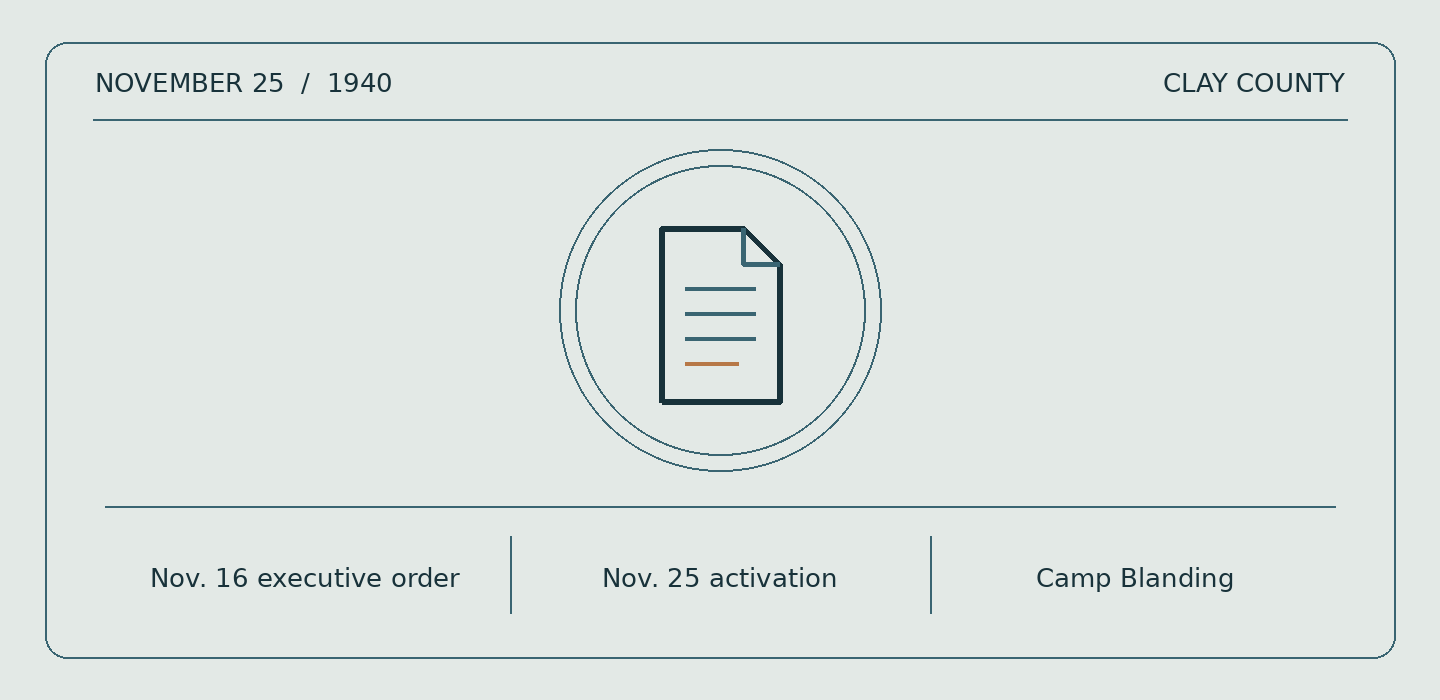 NOVEMBER 25 / 1940
CLAY COUNTY
Nov. 16 executive order
Nov. 25 activation
Camp Blanding